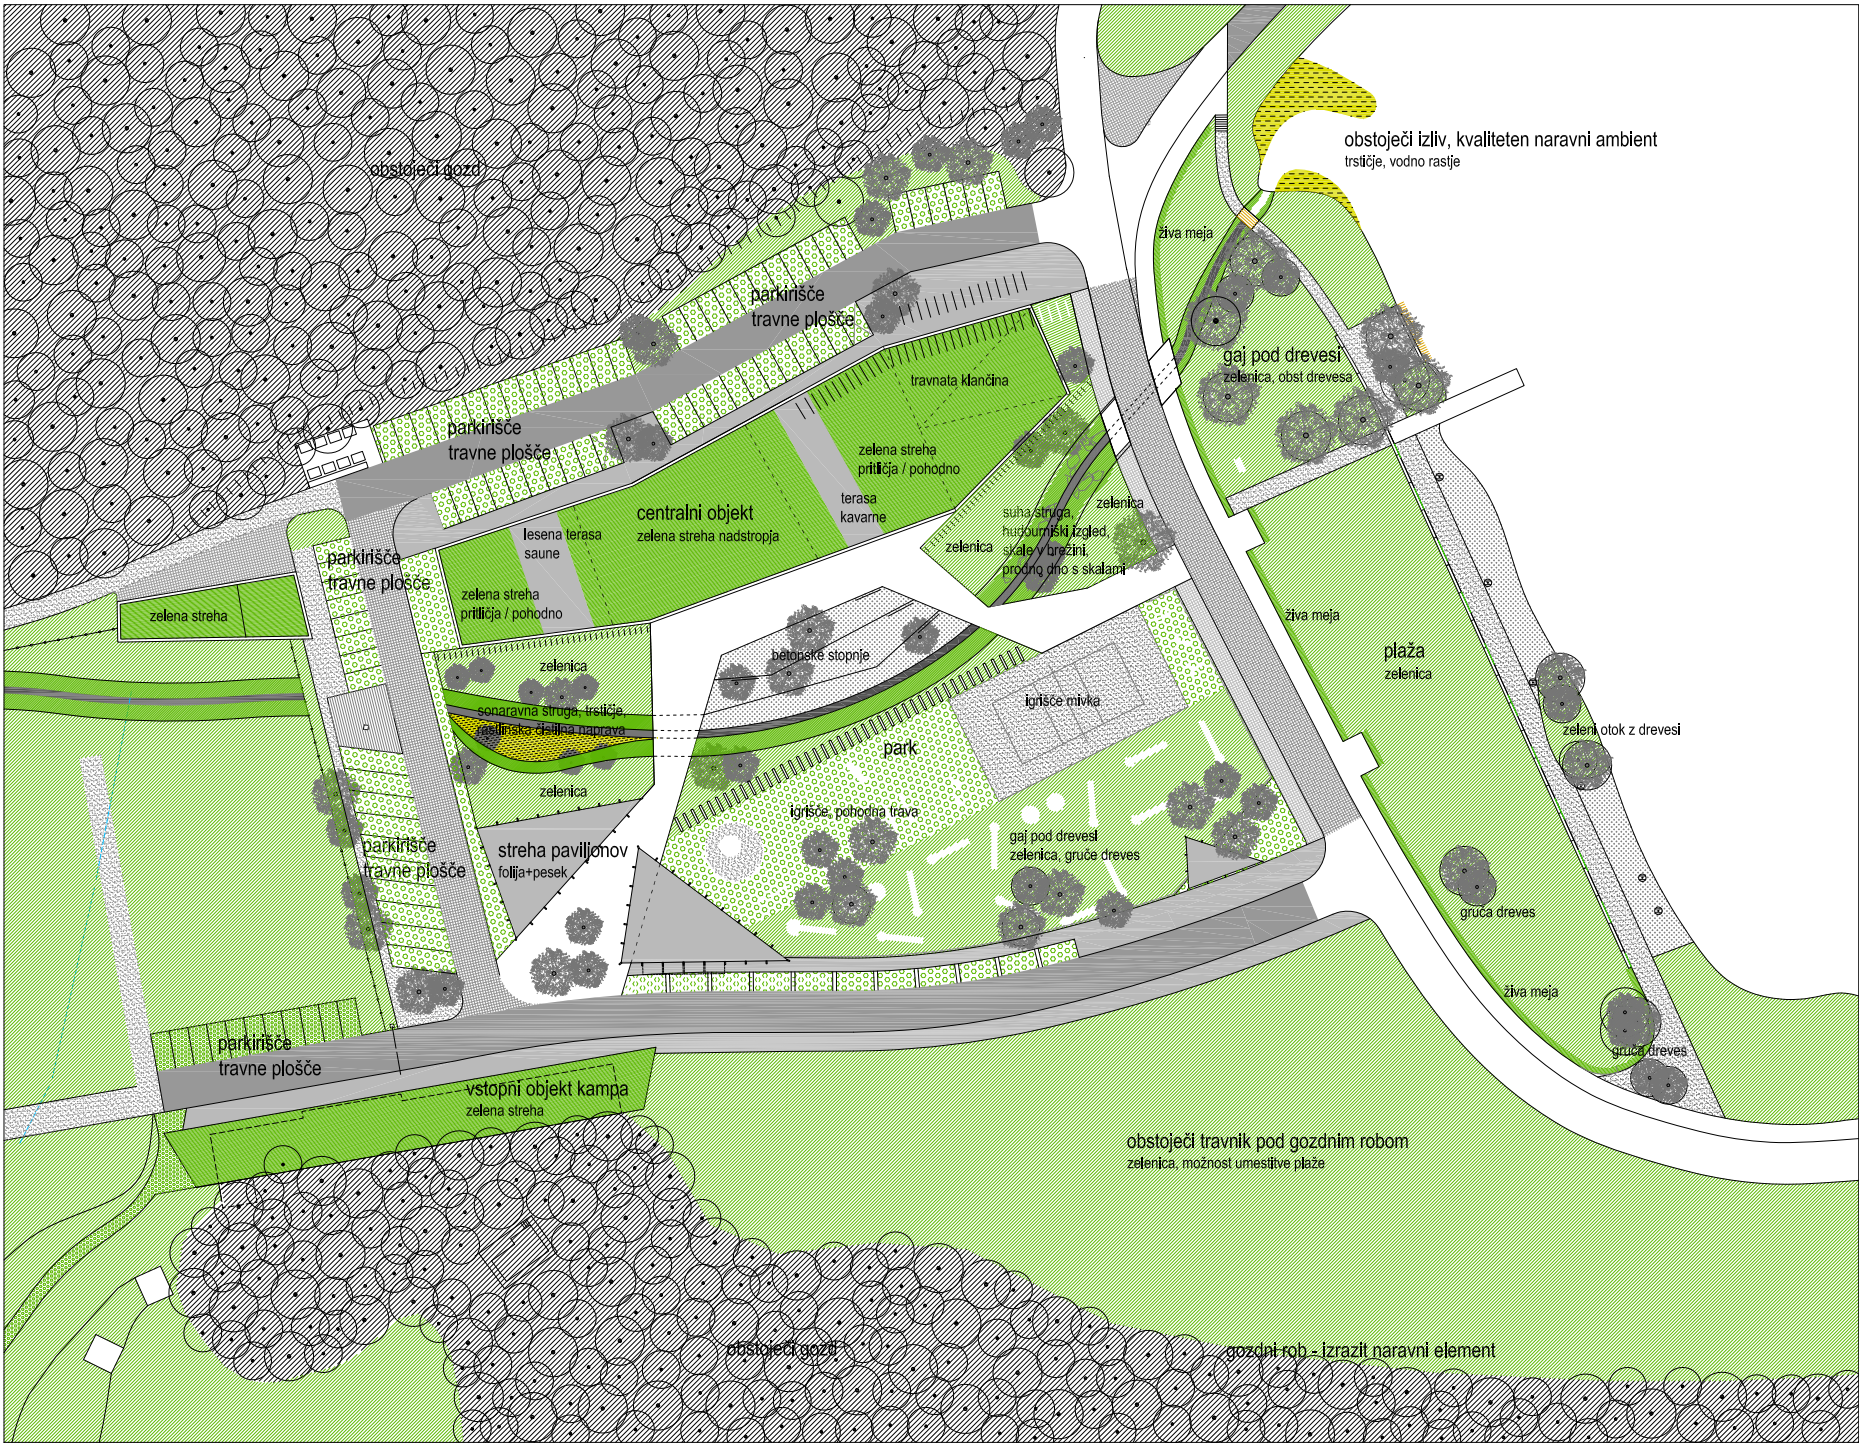 obstoječi gozd
obstoječi izliv, kvaliteten naravni ambient
trstičje, vodno rastje
živa meja
parkirišče
travne plošče
gaj pod drevesi
zelenica, obst drevesa
travnata klančina
parkirišče
travne plošče
zelena streha
pritličja / pohodno
terasa
kavarne
centralni objekt
zelena streha nadstropja
lesena terasa
saune
zelenica
suha struga,
hudourniški izgled,
skale v brežini,
prodno dno s skalami
zelenica
parkirišče
travne plošče
zelena streha
pritličja / pohodno
zelena streha
živa meja
betonske stopnje
zelenica
plaža
zelenica
igrišče mivka
sonaravna struga, trstičje,
rastlinska čistilna naprava
zeleni otok z drevesi
park
zelenica
igrišče, pohodna trava
gaj pod drevesi
zelenica, gruče dreves
parkirišče
travne plošče
streha paviljonov
folija+pesek
gruča dreves
živa meja
parkirišče
travne plošče
gruča dreves
vstopni objekt kampa
zelena streha
obstoječi travnik pod gozdnim robom
zelenica, možnost umestitve plaže
obstoječi gozd
gozdni rob - izrazit naravni element